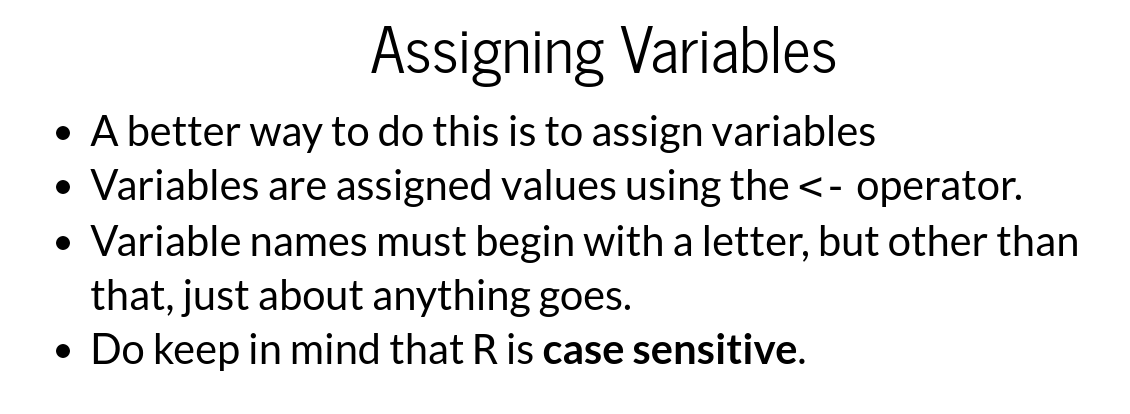 Assigning Variables
• A better way to do this is to assign variables
• Variables are assigned values using the <- operator.
• Variable names must begin with a letter, but other than
that, just about anything goes.
• Do keep in mind that R is case sensitive.